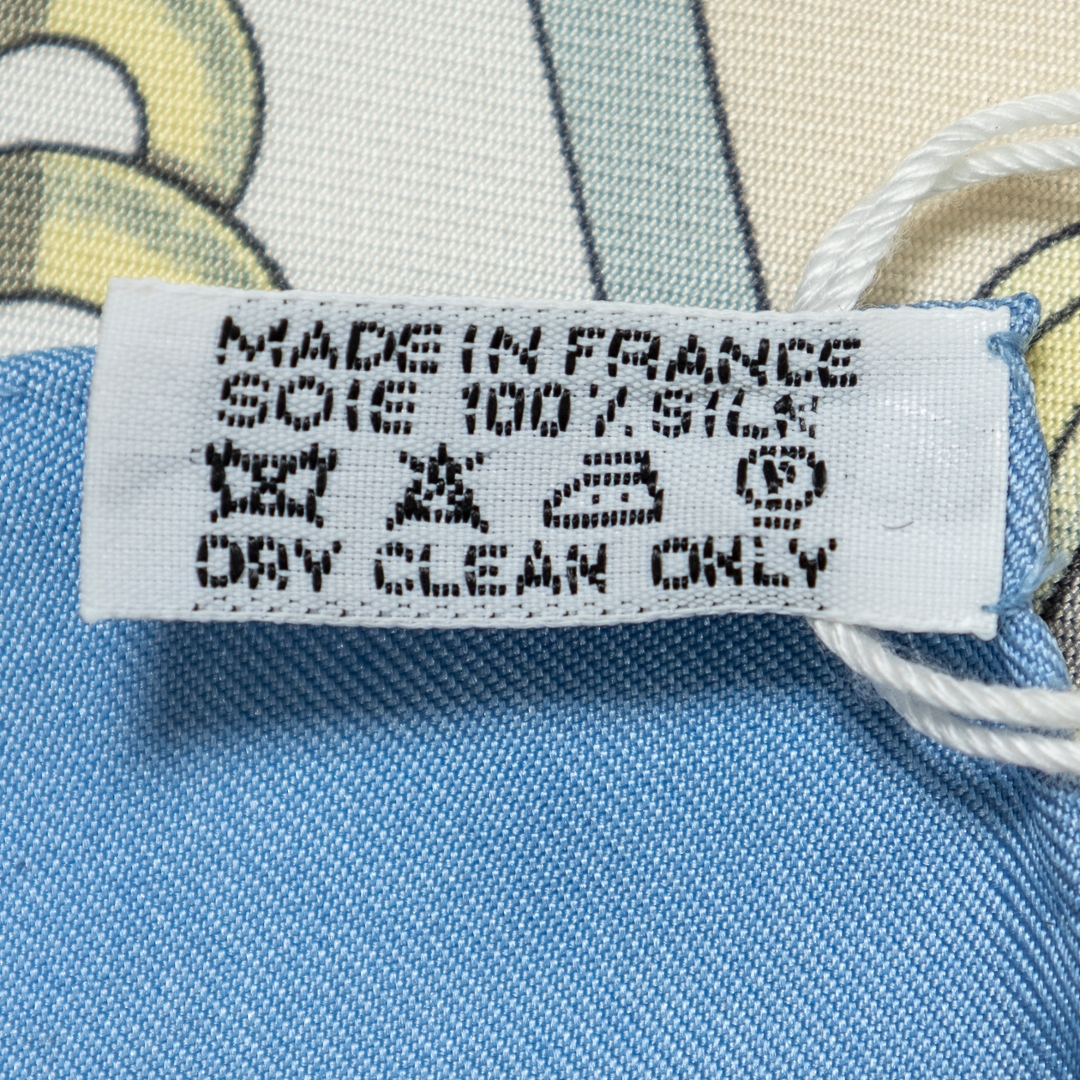 MADE IN FRANCE
SOIE 100% SILK
P
DRY CLEAN ONLY